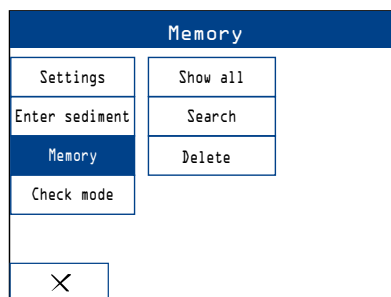 Memory
Settings
Enter sediment
Memory
Check mode
Show all
Search
Delete